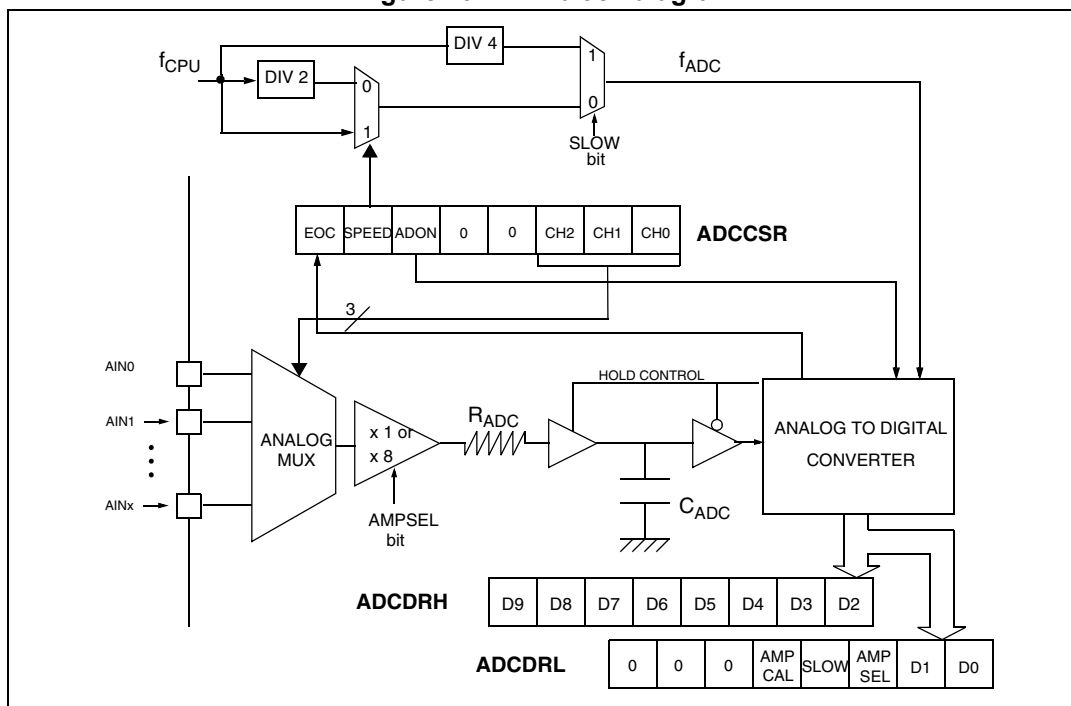 DIV 4
fCPU
DIV 2
0
1
1
0
fADC
SLOW
bit
EOC SPEED ADON 0 0 CH2 CH1 CH0
ADCCSR
3
AIN0
AIN1
AINx
ANALOG
MUX
x 1 or
x 8
AMPSEL
bit
RADC
HOLD CONTROL
CADC
ANALOG TO DIGITAL
CONVERTER
ADCDRH
D9 D8 D7 D6 D5 D4 D3 D2
ADCDRL
0 0 0 AMP CAL SLOW AMP SEL D1 D0